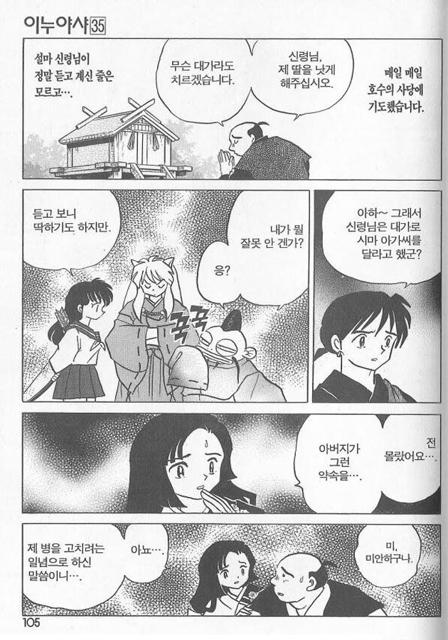 이누야샤 35
매일 매일
호수의 사당에
기도했습니다.
신령님,
제 딸을 낫게
해주십시오.
무슨 대가라도
치르겠습니다.
설마 신령님이
정말 듣고 계신 줄은
모르고….
아하~ 그래서
신령님은 대가로
시마 아가씨를
달라고 했군?
내가 뭘
잘못 안 겐가?
응?
듣고 보니
딱하기도 하지만.
꾹꾹
전
몰랐어요….
아버지가
그런
약속을….
미,
미안하구나.
아뇨….
제 병을 고치려는
일념으로 하신
말씀이니….
105